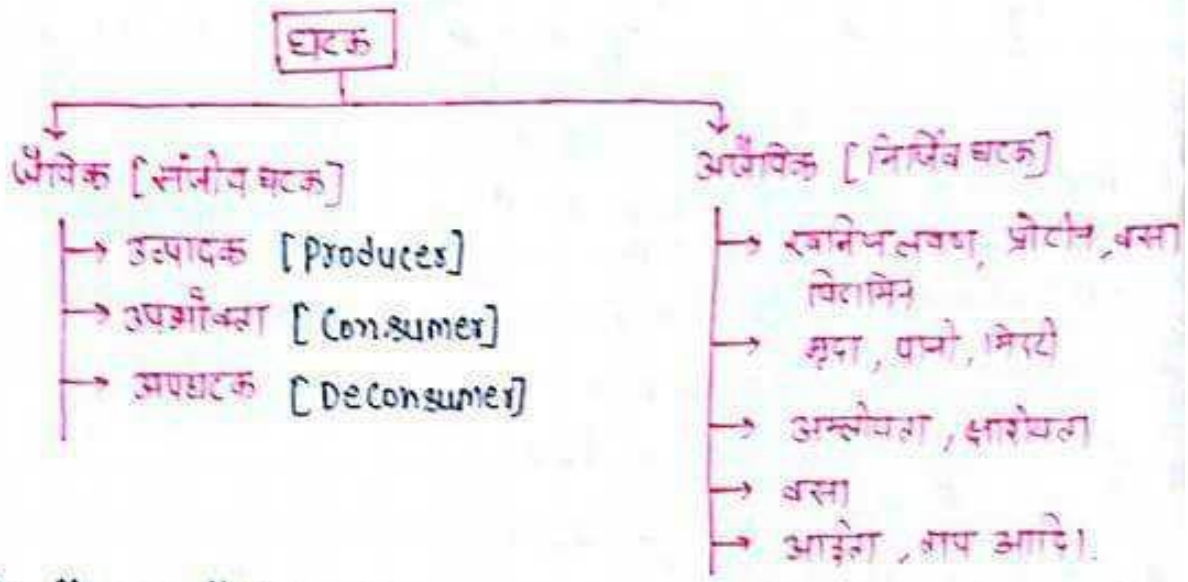 घटक
जैविक [संजीव घटक]
→ उत्पादक [Producer]
→ उपभोक्ता [Consumer]
→ अपघटक [Deconsumer]
अजैविक [निर्जिव घटक]
→ खनिज लवण, प्रोटीन, वसा
विटामिन
→ मृदा, पानी, मिट्टी
→ अम्लीयता, क्षारीयता
→ वसा
→ आर्द्रता, ताप आदि।